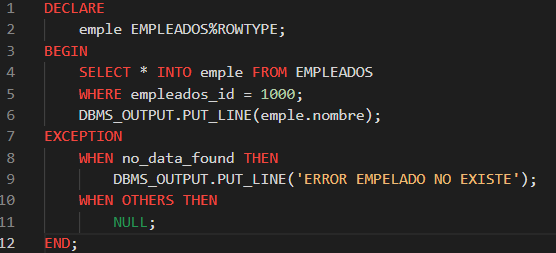 1 DECLARE
2 emple EMPLEADOS%ROWTYPE;
3 BEGIN
4 SELECT * INTO emple FROM EMPLEADOS
5 WHERE empleados_id = 1000;
6 DBMS_OUTPUT.PUT_LINE(emple.nombre);
7 EXCEPTION
8 WHEN no_data_found THEN
9 DBMS_OUTPUT.PUT_LINE('ERROR EMPELADO NO EXISTE');
10 WHEN OTHERS THEN
11 NULL;
12 END;